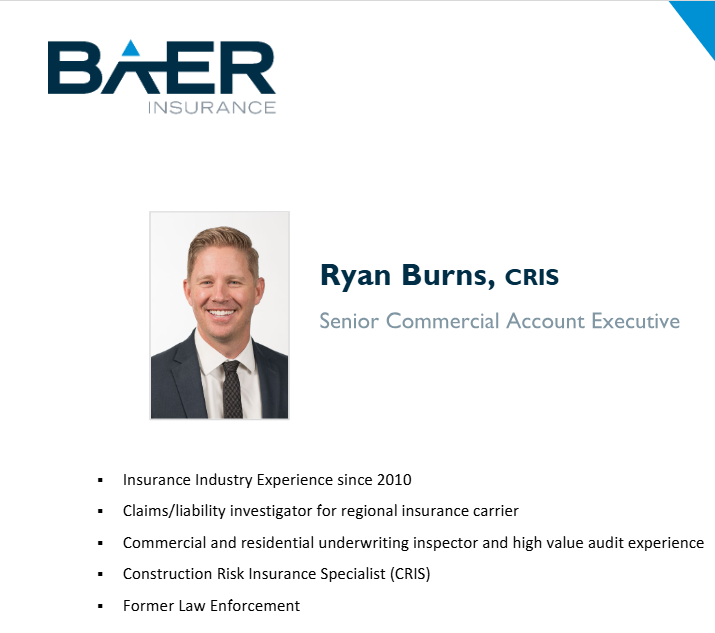 BAER
INSURANCE
Ryan Burns, CRIS
Senior Commercial Account Executive
▪ Insurance Industry Experience since 2010
▪ Claims/liability investigator for regional insurance carrier
▪ Commercial and residential underwriting inspector and high value audit experience
▪ Construction Risk Insurance Specialist (CRIS)
▪ Former Law Enforcement